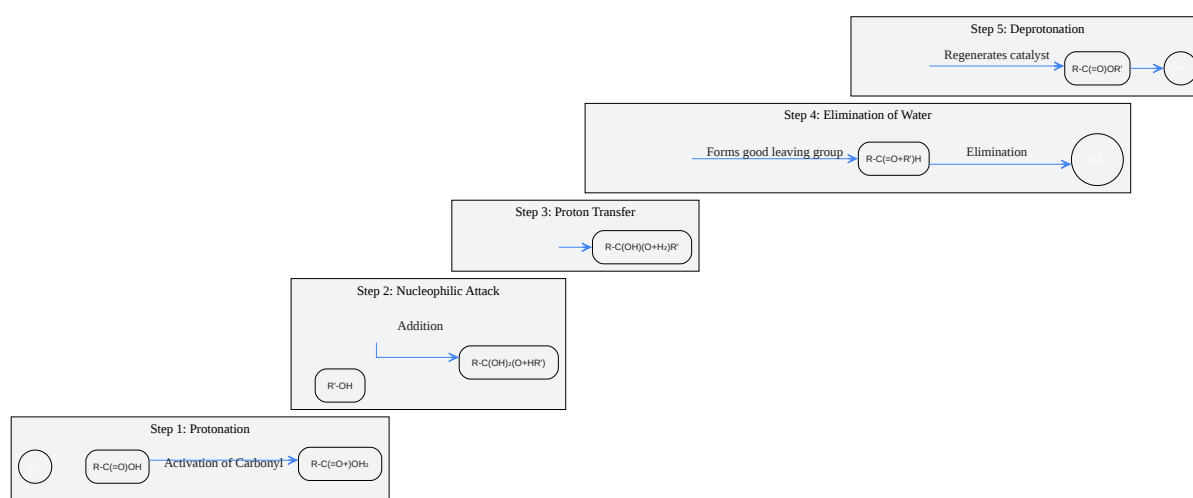 Step 5: Deprotonation
Regenerates catalyst
R-C(=O)OR'
Step 4: Elimination of Water
Forms good leaving group
R-C(=O+R')H
Elimination
H₂O
Step 3: Proton Transfer
R-C(OH)(O+H₂)R'
Step 2: Nucleophilic Attack
Addition
R-C(OH)₂(O+HR')
R'-OH
Step 1: Protonation
R-C(=O)OH
Activation of Carbonyl
R-C(=O+)OH₂